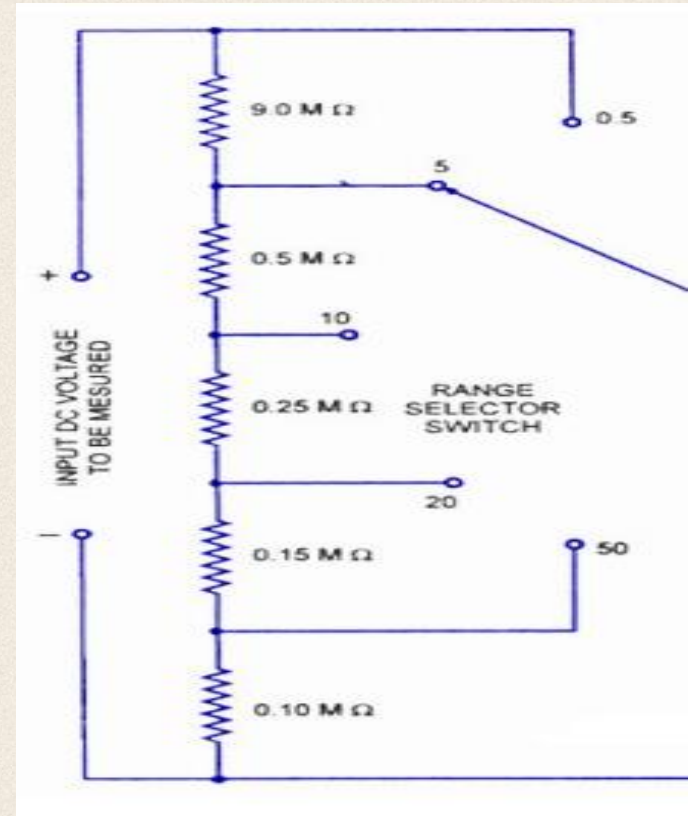 9.0 M Ω
0.5
5
0.5 M Ω
+
10
INPUT DC VOLTAGE
TO BE MESURED
0.25 M Ω
RANGE
SELECTOR
SWITCH
20
–
0.15 M Ω
50
0.10 M Ω